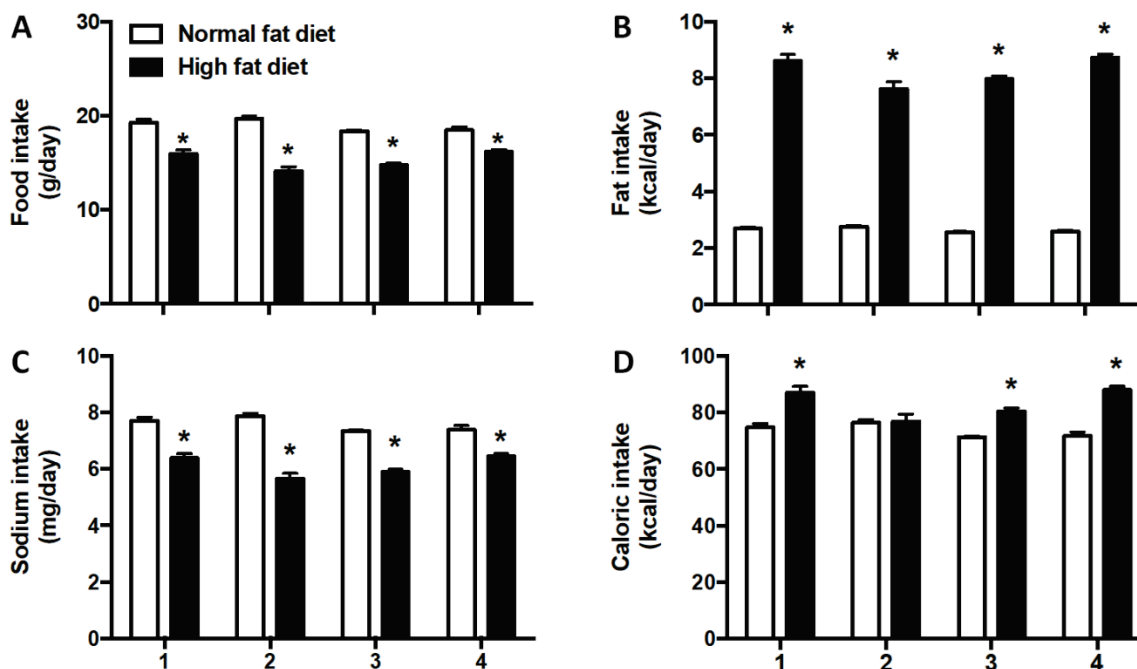 A
Normal fat diet
High fat diet
Food intake
(g/day)
30
20
10
0
* * * *
B
Fat intake
(kcal/day)
10
8
6
4
2
0
* * * *
C
Sodium intake
(mg/day)
10
8
6
4
2
0
* * * *
1 2 3 4
D
Caloric intake
(kcal/day)
100
80
60
40
20
0
* * *
1 2 3 4